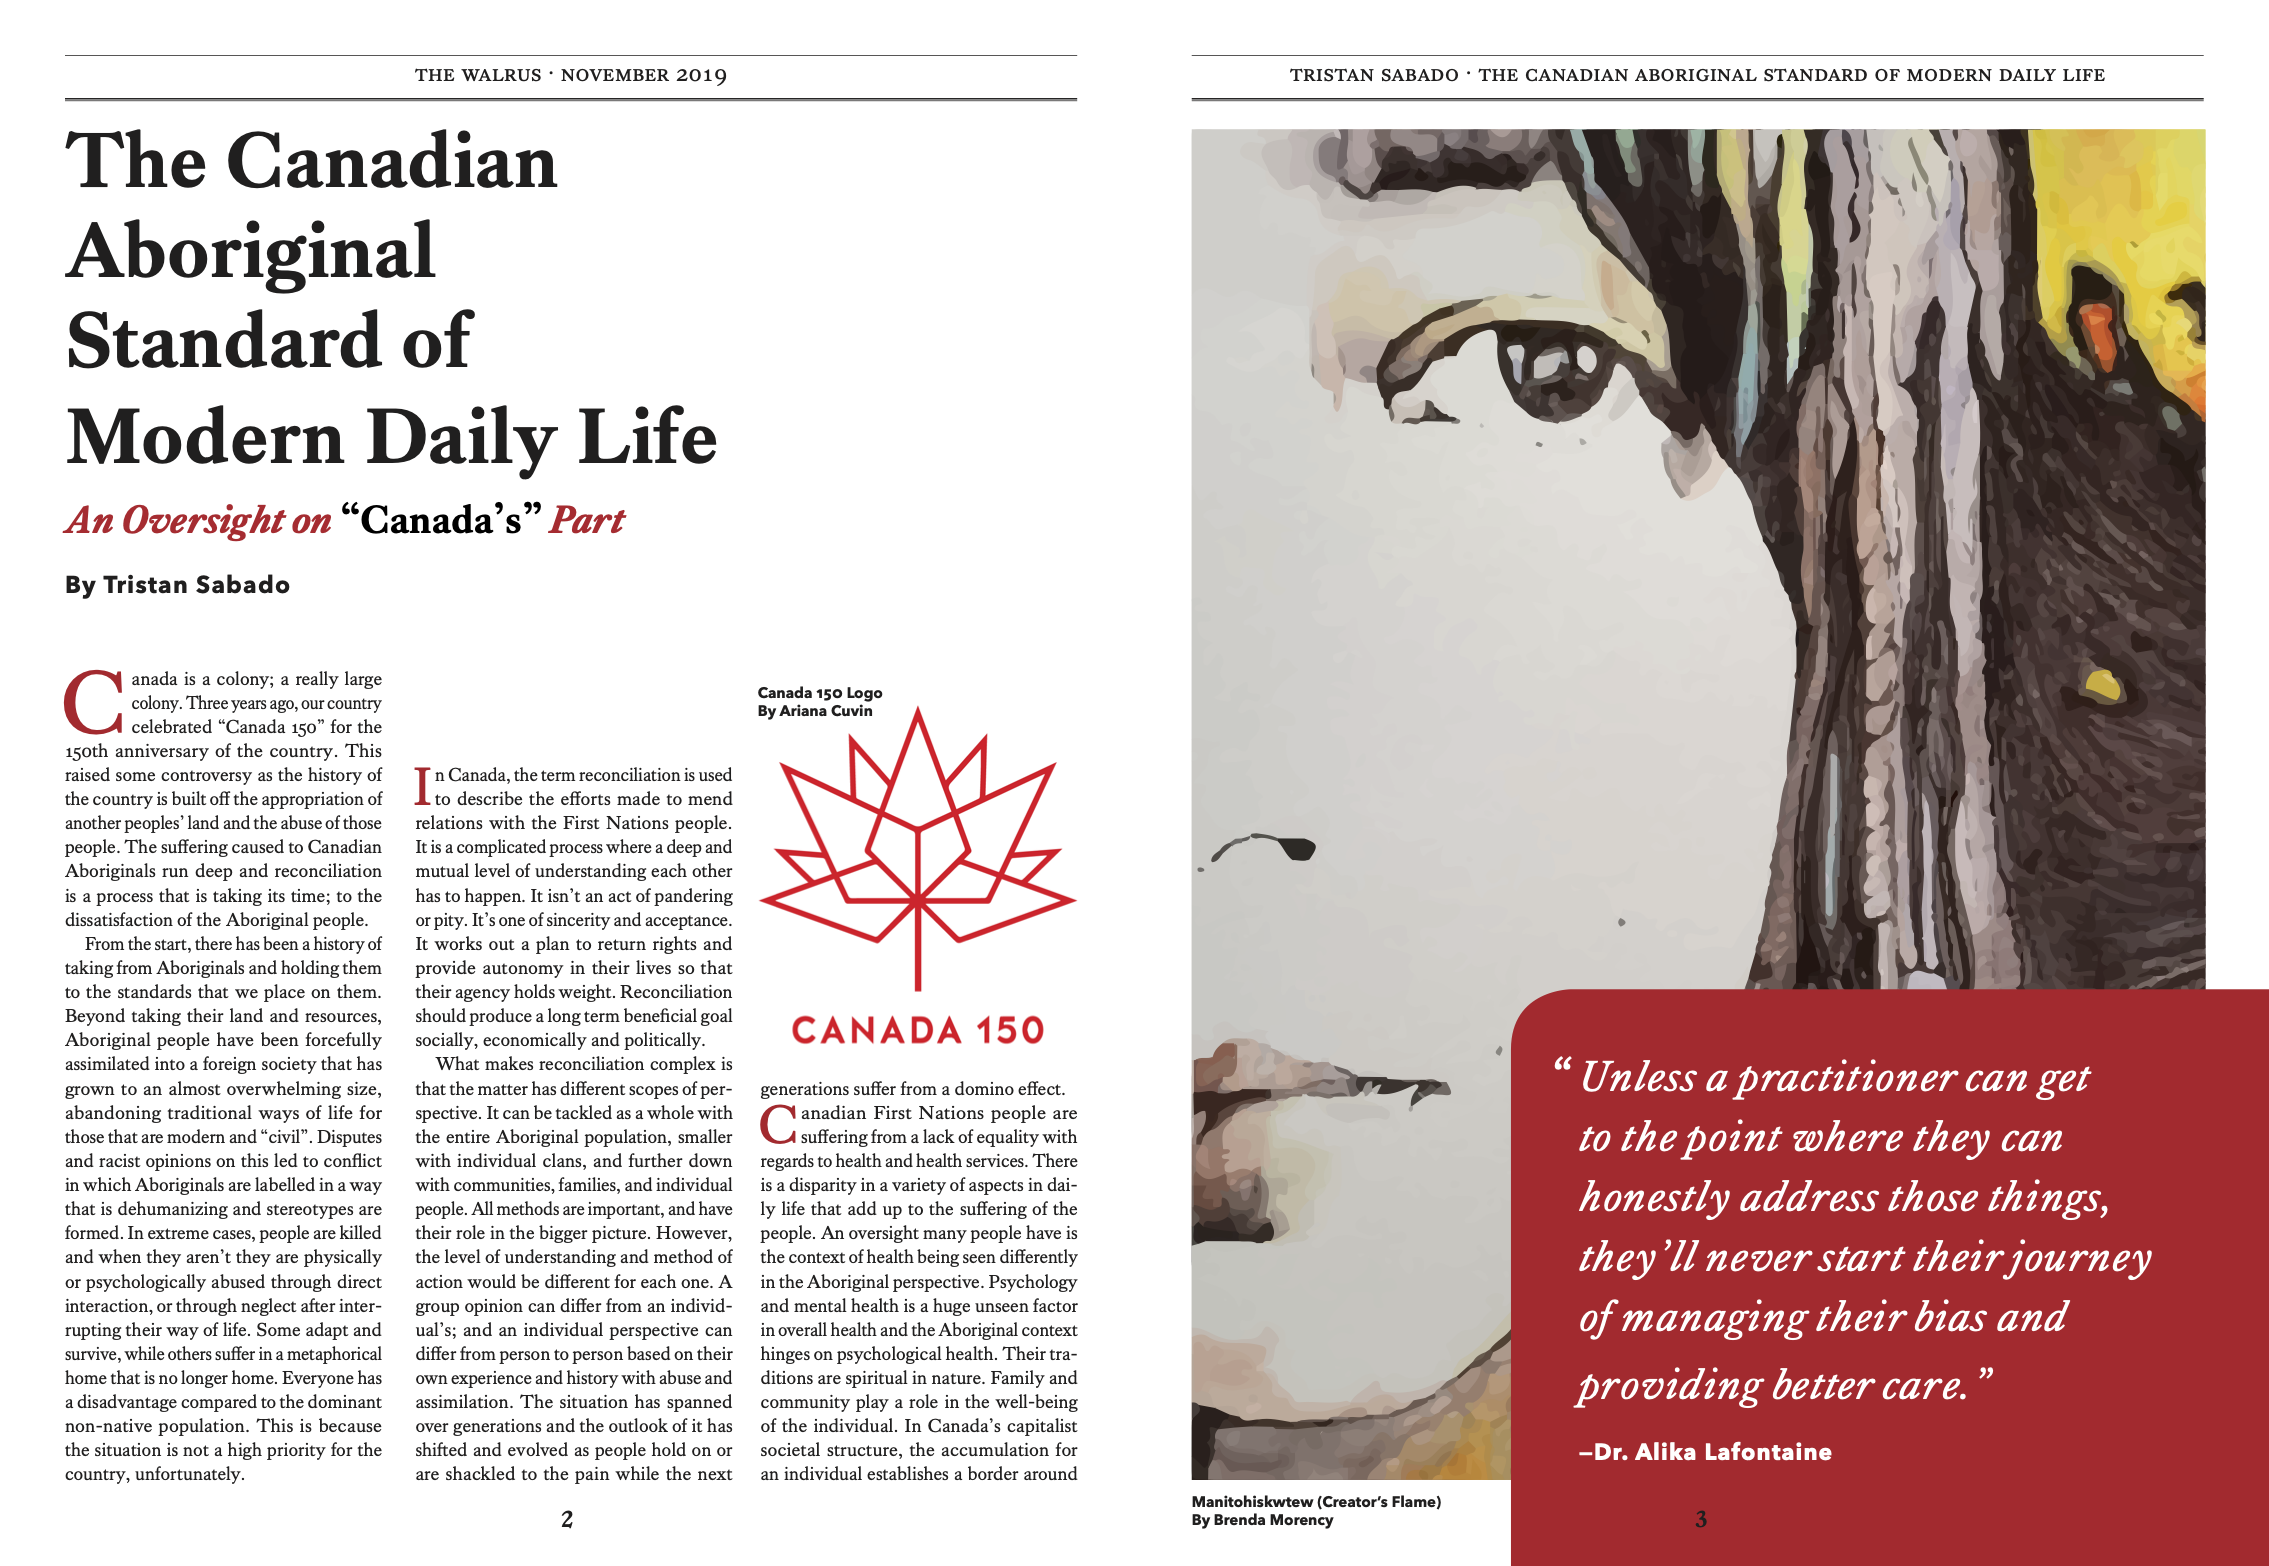 THE WALRUS · NOVEMBER 2019
The Canadian
Aboriginal
Standard of
Modern Daily Life
An Oversight on “Canada’s” Part
By Tristan Sabado
Canada is a colony; a really large
colony. Three years ago, our country
celebrated “Canada 150” for the
150th anniversary of the country. This
raised some controversy as the history of
the country is built off the appropriation of
another peoples’ land and the abuse of those
people. The suffering caused to Canadian
Aboriginals run deep and reconciliation
is a process that is taking its time; to the
dissatisfaction of the Aboriginal people.
From the start, there has been a history of
taking from Aboriginals and holding them
to the standards that we place on them.
Beyond taking their land and resources,
Aboriginal people have been forcefully
assimilated into a foreign society that has
grown to an almost overwhelming size,
abandoning traditional ways of life for
those that are modern and “civil”. Disputes
and racist opinions on this led to conflict
in which Aboriginals are labelled in a way
that is dehumanizing and stereotypes are
formed. In extreme cases, people are killed
and when they aren’t they are physically
or psychologically abused through direct
interaction, or through neglect after inter-
rupting their way of life. Some adapt and
survive, while others suffer in a metaphorical
home that is no longer home. Everyone has
a disadvantage compared to the dominant
non-native population. This is because
the situation is not a high priority for the
country, unfortunately.
In Canada, the term reconciliation is used
to describe the efforts made to mend
relations with the First Nations people.
It is a complicated process where a deep and
mutual level of understanding each other
has to happen. It isn’t an act of pandering
or pity. It’s one of sincerity and acceptance.
It works out a plan to return rights and
provide autonomy in their lives so that
their agency holds weight. Reconciliation
should produce a long term beneficial goal
socially, economically and politically.
What makes reconciliation complex is
that the matter has different scopes of per-
spective. It can be tackled as a whole with
the entire Aboriginal population, smaller
with individual clans, and further down
with communities, families, and individual
people. All methods are important, and have
their role in the bigger picture. However,
the level of understanding and method of
action would be different for each one. A
group opinion can differ from an individ-
ual’s; and an individual perspective can
differ from person to person based on their
own experience and history with abuse and
assimilation. The situation has spanned
over generations and the outlook of it has
shifted and evolved as people hold on or
are shackled to the pain while the next
Canada 150 Logo
By Ariana Cuvin
CANADA 150
generations suffer from a domino effect.
Canadian First Nations people are
suffering from a lack of equality with
regards to health and health services. There
is a disparity in a variety of aspects in dai-
ly life that add up to the suffering of the
people. An oversight many people have is
the context of health being seen differently
in the Aboriginal perspective. Psychology
and mental health is a huge unseen factor
in overall health and the Aboriginal context
hinges on psychological health. Their tra-
ditions are spiritual in nature. Family and
community play a role in the well-being
of the individual. In Canada’s capitalist
societal structure, the accumulation for
an individual establishes a border around
2
TRISTAN SABADO · THE CANADIAN ABORIGINAL STANDARD OF MODERN DAILY LIFE
“Unless a practitioner can get
to the point where they can
honestly address those things,
they’ll never start their journey
of managing their bias and
providing better care.”
–Dr. Alika Lafontaine
Manitohiskwtew (Creator’s Flame)
By Brenda Morency
3